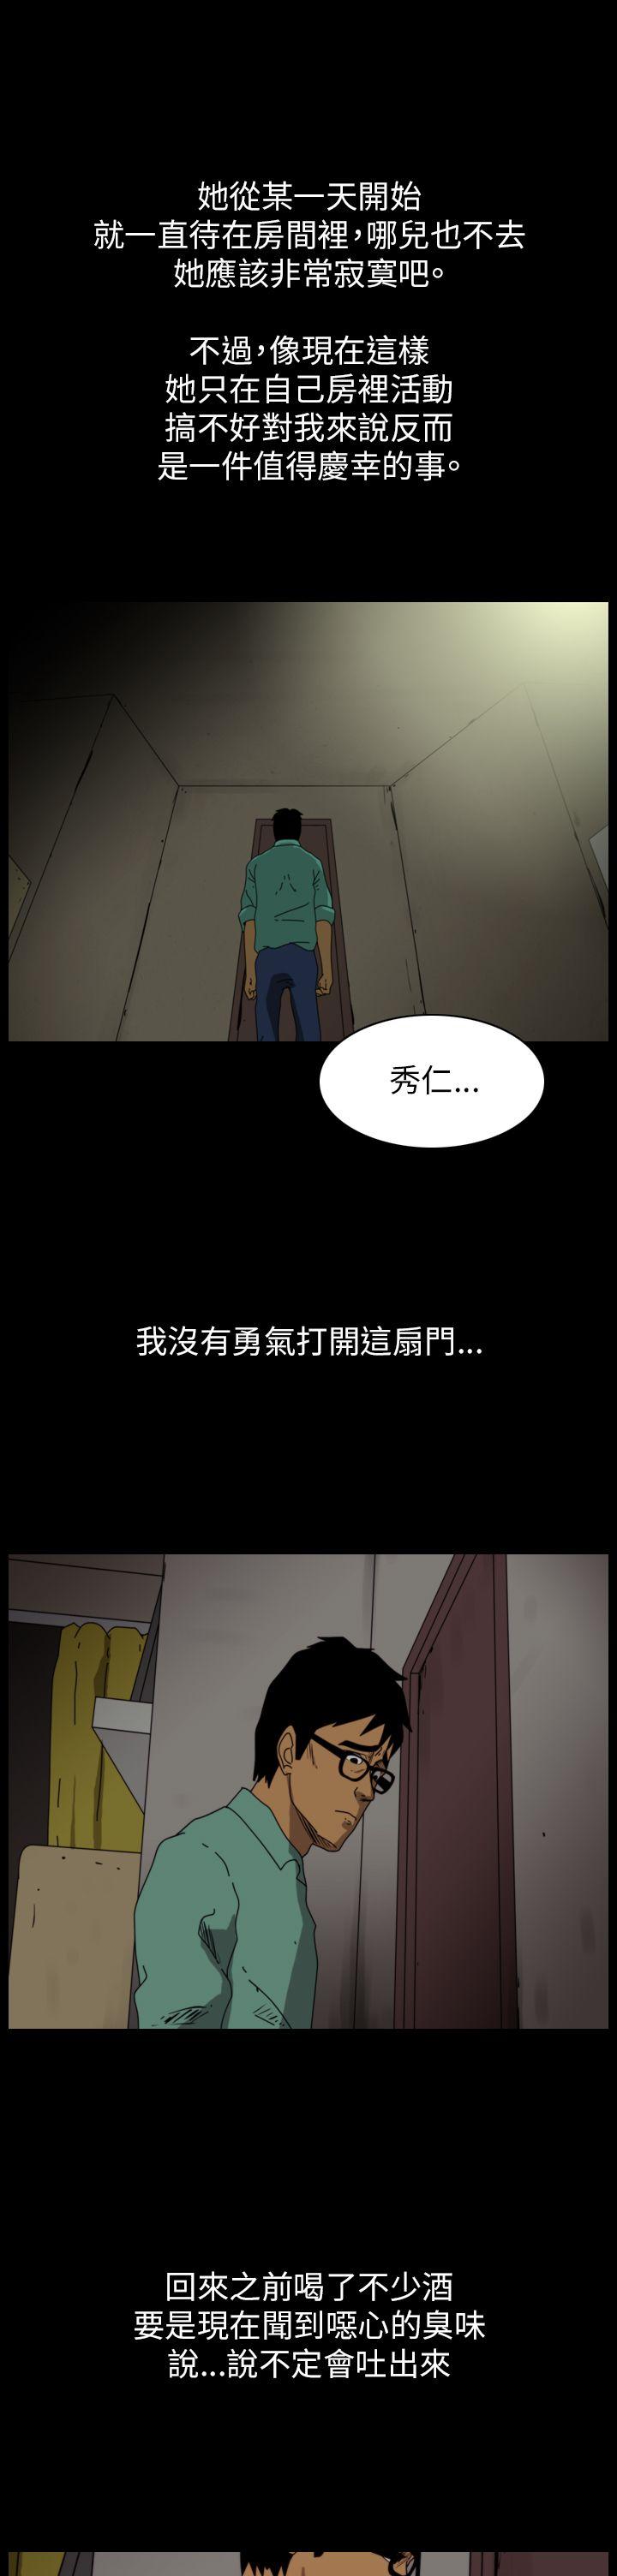 她從某一天開始
就一直待在房間裡，哪兒也不去
她應該非常寂寞吧。
不過，像現在這樣
她只在自己房裡活動
搞不好對我來說反而
是一件值得慶幸的事。
秀仁...
我沒有勇氣打開這扇門...
回來之前喝了不少酒
要是現在聞到噁心的臭味
說...說不定會吐出來